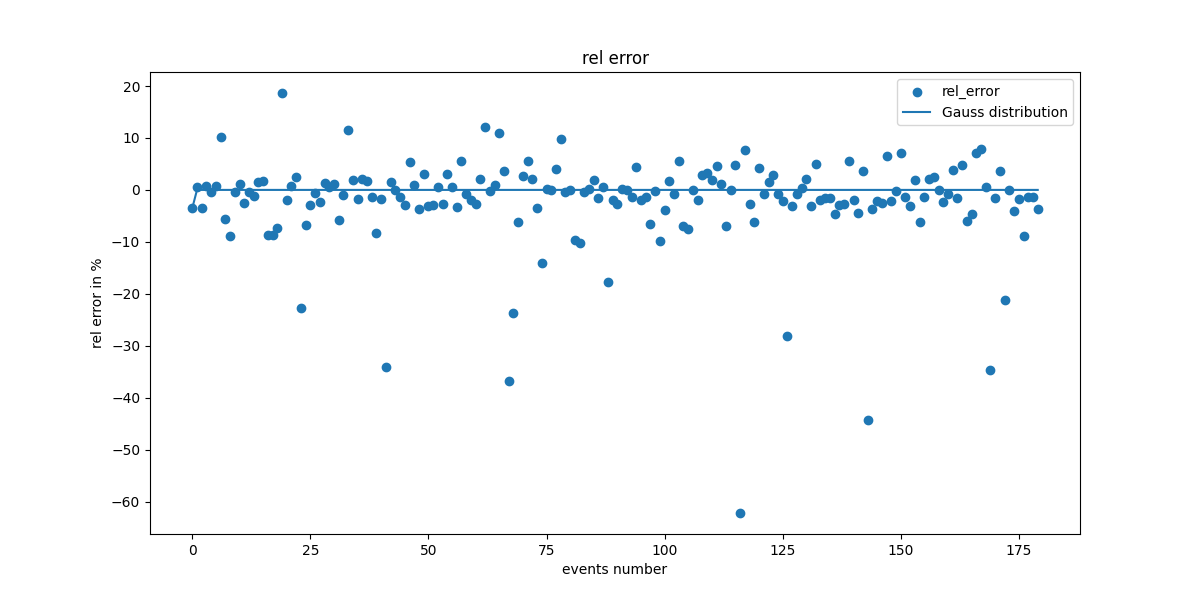 rel error
rel_error
Gauss distribution
20
10
0
−10
−20
−30
−40
−50
−60
rel error in %
0 25 50 75 100 125 150 175
events number